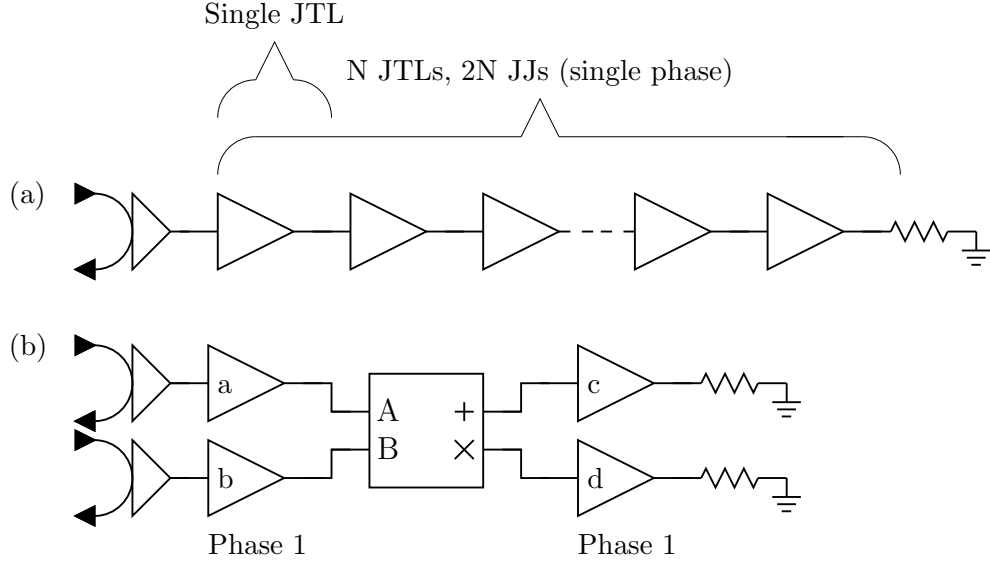 Single JTL
N JTLs, 2N JJs (single phase)
(a)
(b)
a
c
A
+
B
×
b
d
Phase 1
Phase 1